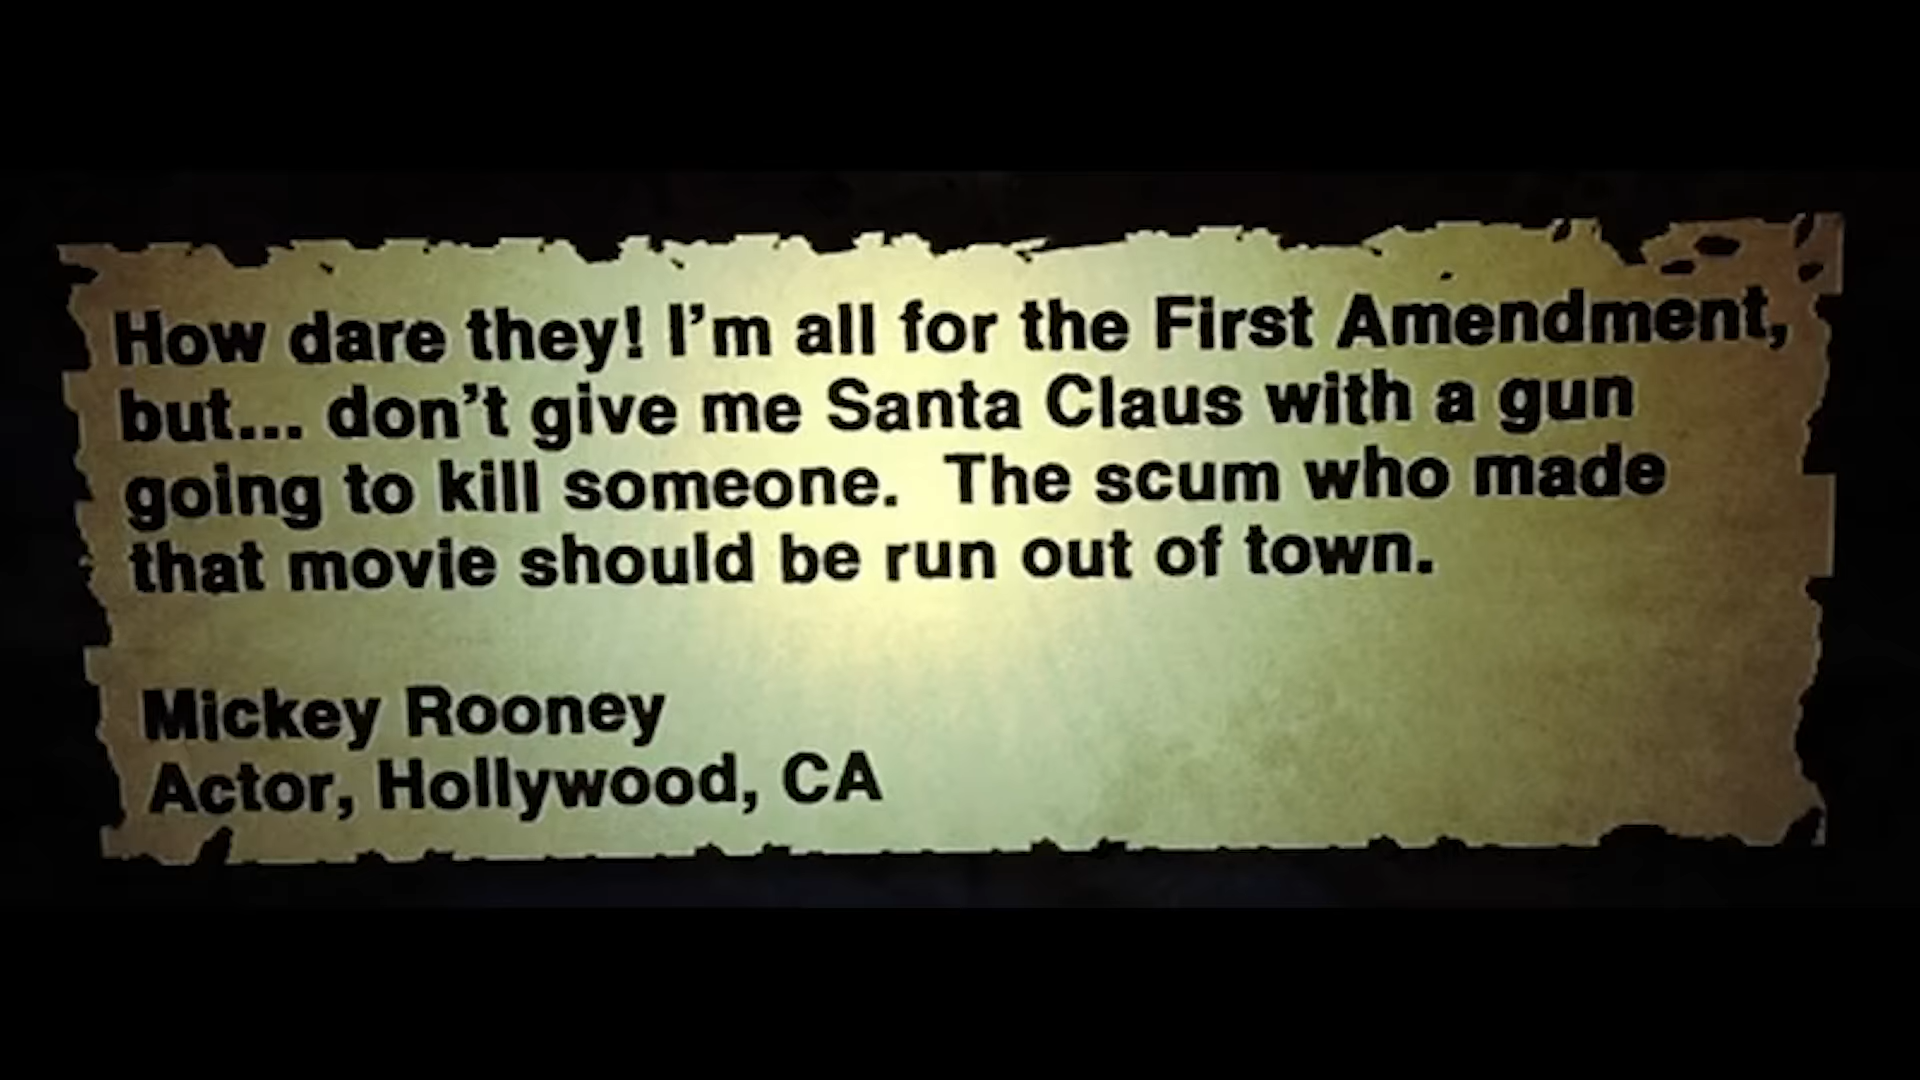 How dare they! I'm all for the First Amendment,
but... don't give me Santa Claus with a gun
going to kill someone.  The scum who made
that movie should be run out of town.
Mickey Rooney
Actor, Hollywood, CA